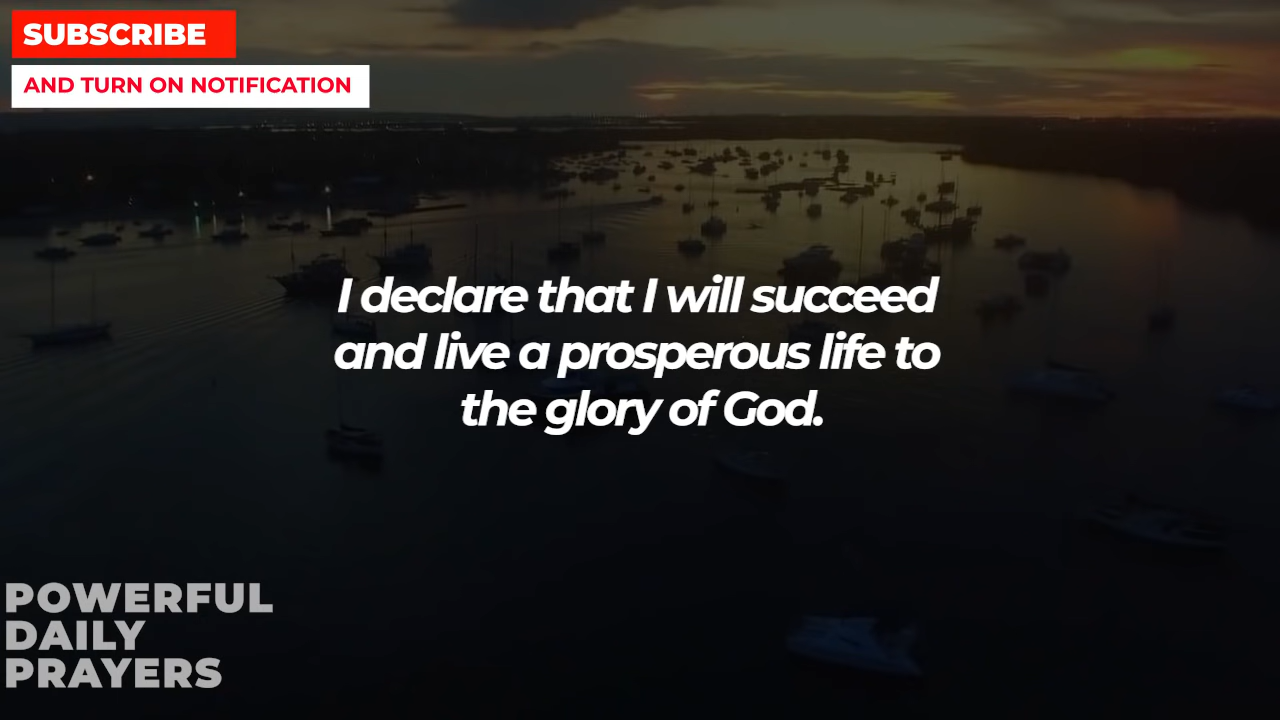 SUBSCRIBE
AND TURN ON NOTIFICATION
I declare that I will succeed
and live a prosperous life to
the glory of God.
POWERFUL
DAILY
PRAYERS